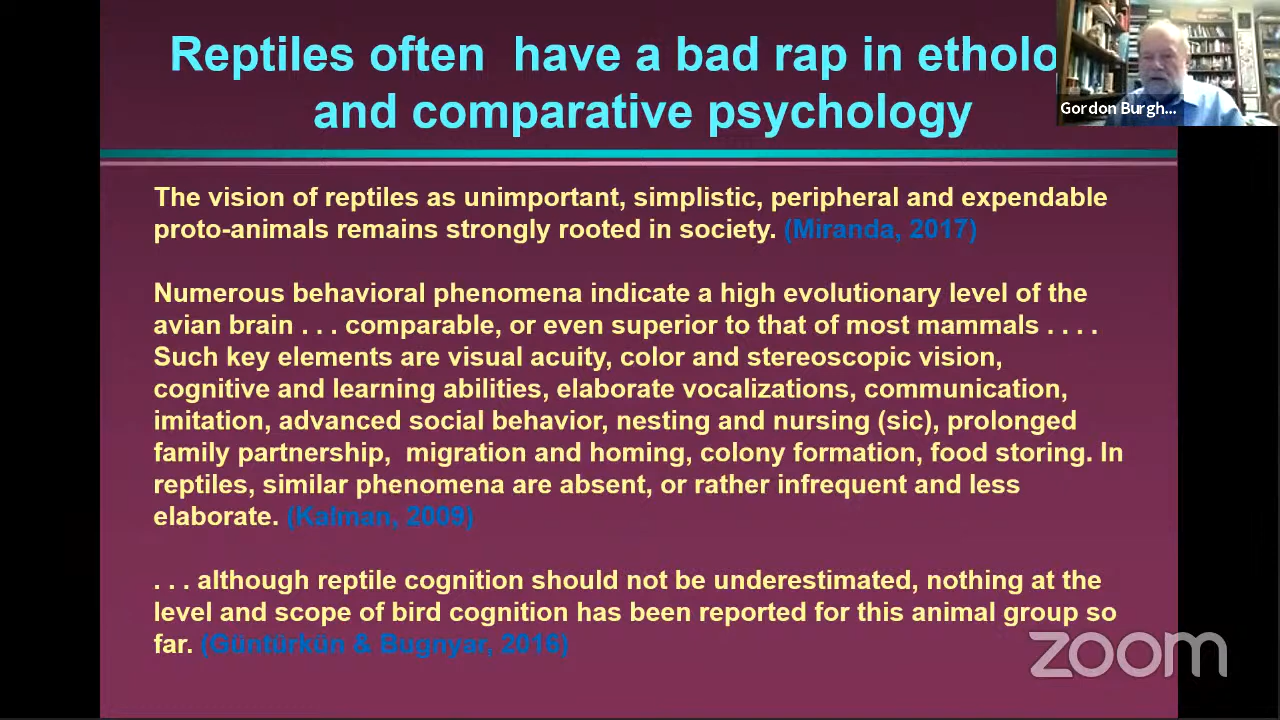 Reptiles often  have a bad rap in etholo
and comparative psychology
Gordon Burgh...
The vision of reptiles as unimportant, simplistic, peripheral and expendable
proto-animals remains strongly rooted in society. (Miranda, 2017)
Numerous behavioral phenomena indicate a high evolutionary level of the
avian brain . . . comparable, or even superior to that of most mammals . . . .
Such key elements are visual acuity, color and stereoscopic vision,
cognitive and learning abilities, elaborate vocalizations, communication,
imitation, advanced social behavior, nesting and nursing (sic), prolonged
family partnership,  migration and homing, colony formation, food storing. In
reptiles, similar phenomena are absent, or rather infrequent and less
elaborate. (Kalman, 2009)
. . . although reptile cognition should not be underestimated, nothing at the
level and scope of bird cognition has been reported for this animal group so
far. (Güntürkün & Bugnyar, 2016)
zoom